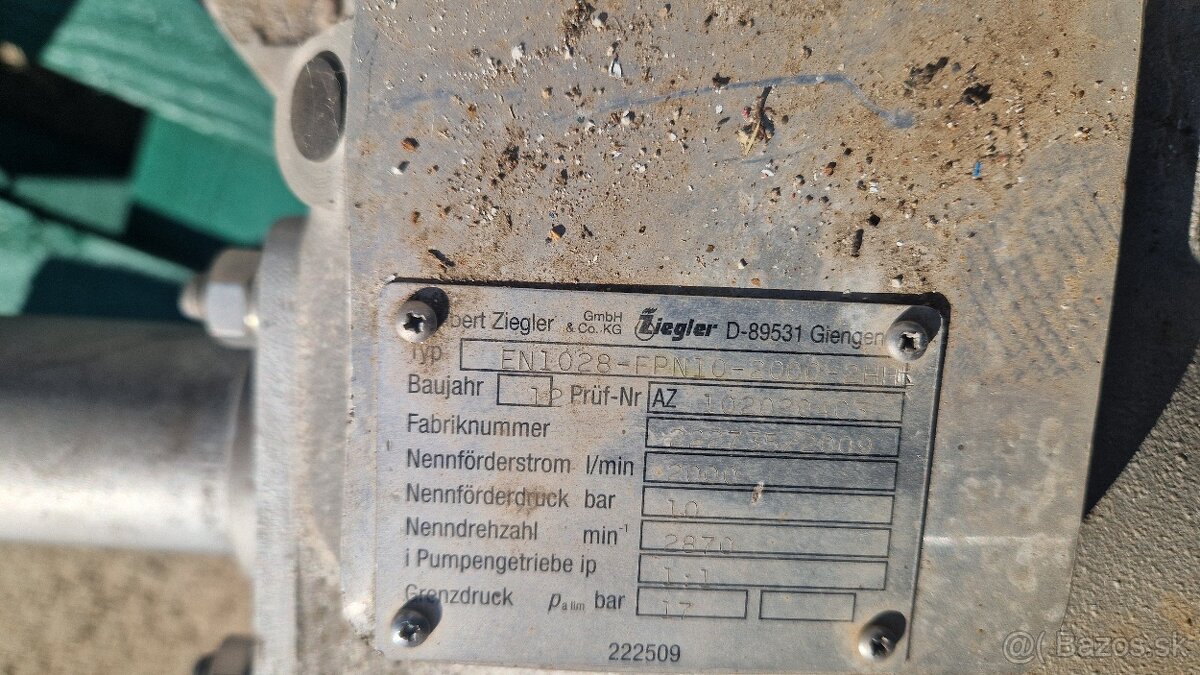 bert Ziegler GmbH & Co. KG Ziegler D-89531 Giengen
Typ EN1028-FPN10-2000-2HH
Baujahr 12 Prüf-Nr AZ
Fabriknummer
Nennförderstrom l/min 2000
Nennförderdruck bar 10
Nenndrehzahl min⁻¹ 2870
i Pumpengetriebe ip 1:1
Grenzdruck pa lim bar 17
222509
@( Bazos.sk